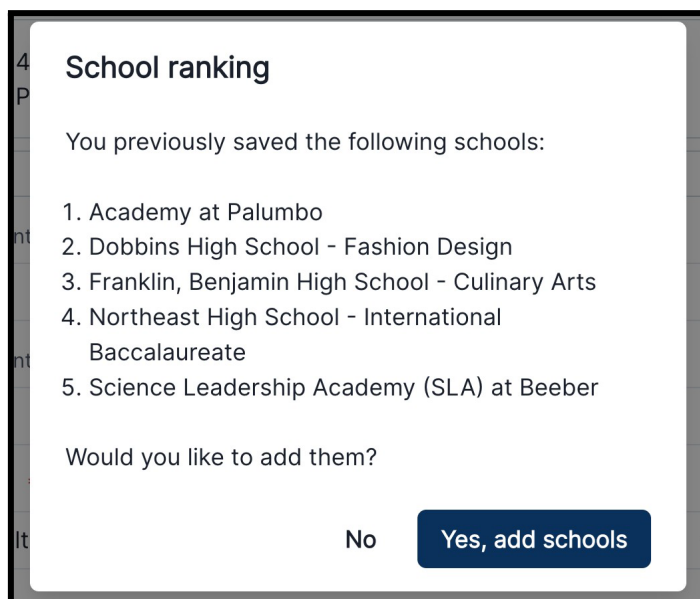 School ranking
You previously saved the following schools:
1. Academy at Palumbo
2. Dobbins High School - Fashion Design
3. Franklin, Benjamin High School - Culinary Arts
4. Northeast High School - International
Baccalaureate
5. Science Leadership Academy (SLA) at Beeber
Would you like to add them?
No
Yes, add schools